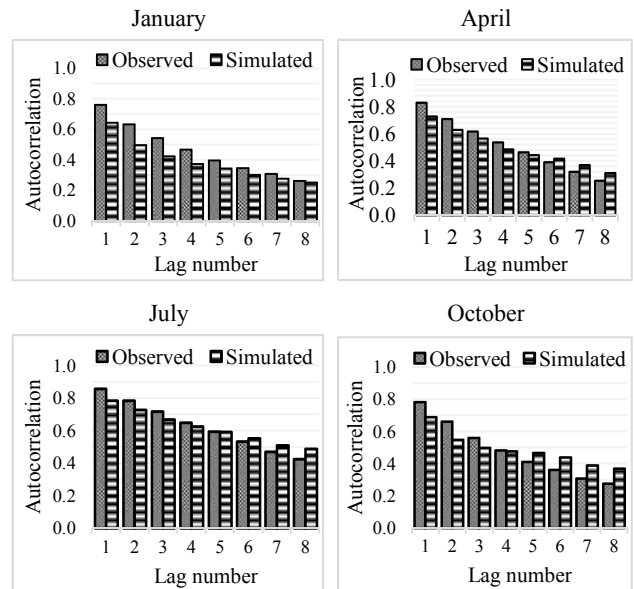 January
Observed Simulated
1.0
0.8
0.6
0.4
0.2
0.0
Autocorrelation
1 2 3 4 5 6 7 8
Lag number
April
Observed Simulated
1.0
0.8
0.6
0.4
0.2
0.0
Autocorrelation
1 2 3 4 5 6 7 8
Lag number
July
Observed Simulated
1.0
0.8
0.6
0.4
0.2
0.0
Autocorrelation
1 2 3 4 5 6 7 8
Lag number
October
Observed Simulated
1.0
0.8
0.6
0.4
0.2
0.0
Autocorrelation
1 2 3 4 5 6 7 8
Lag number